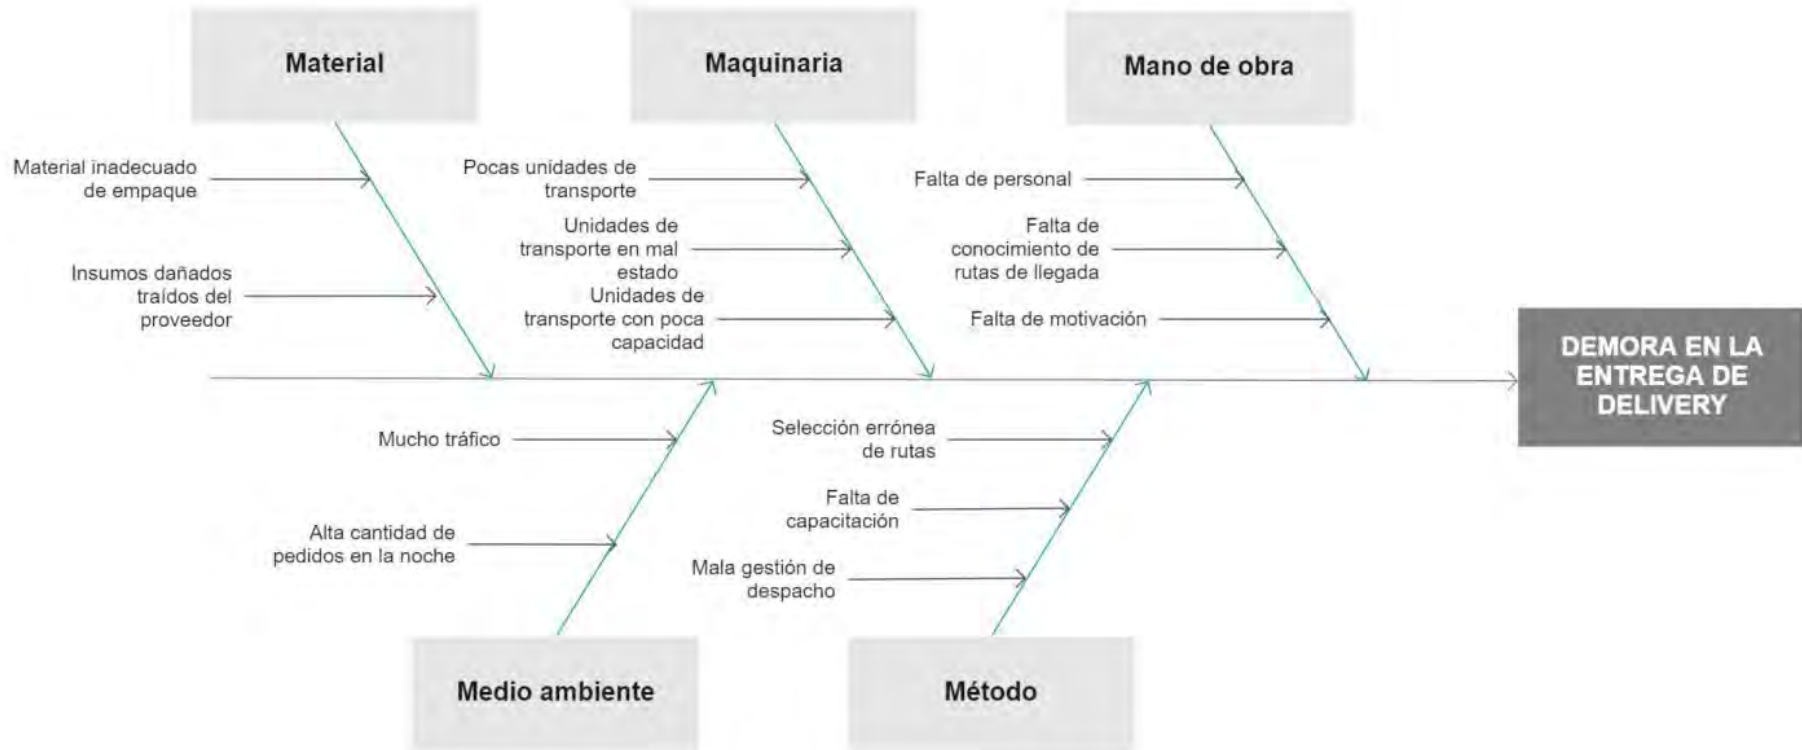 Material
Maquinaria
Mano de obra
Material inadecuado
de empaque
Insumos dañados
traídos del
proveedor
Pocas unidades de
transporte
Unidades de
transporte en mal
estado
Unidades de
transporte con poca
capacidad
Falta de personal
Falta de
conocimiento de
rutas de llegada
Falta de motivación
DEMORA EN LA
ENTREGA DE
DELIVERY
Mucho tráfico
Alta cantidad de
pedidos en la noche
Selección errónea
de rutas
Falta de
capacitación
Mala gestión de
despacho
Medio ambiente
Método